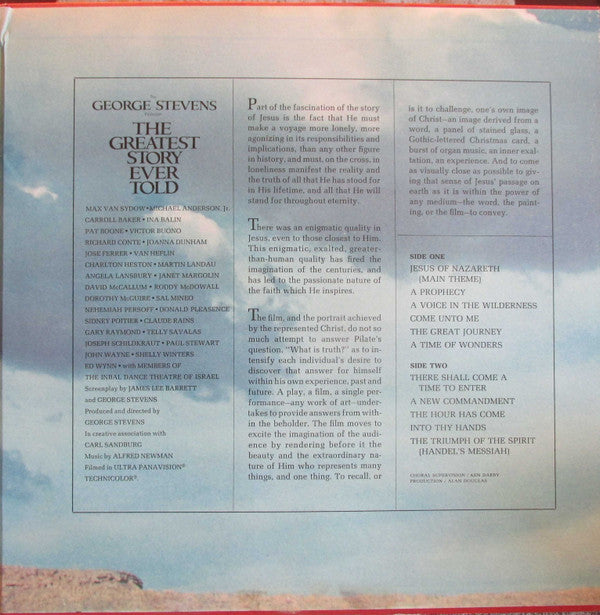 The
GEORGE STEVENS
Production
THE
GREATEST
STORY
EVER
TOLD
MAX VAN SYDOW • MICHAEL ANDERSON, Jr.
CARROLL BAKER • INA BALIN
PAT BOONE • VICTOR BUONO
RICHARD CONTE • JOANNA DUNHAM
JOSE FERRER • VAN HEFLIN
CHARLTON HESTON • MARTIN LANDAU
ANGELA LANSBURY • JANET MARGOLIN
DAVID McCALLUM • RODDY McDOWALL
DOROTHY McGUIRE • SAL MINEO
NEHEMIAH PERSOFF • DONALD PLEASENCE
SIDNEY POITIER • CLAUDE RAINS
GARY RAYMOND • TELLY SAVALAS
JOSEPH SCHILDKRAUT • PAUL STEWART
JOHN WAYNE • SHELLY WINTERS
ED WYNN • with MEMBERS OF
THE INBAL DANCE THEATRE OF ISRAEL
Screenplay by JAMES LEE BARRETT
and GEORGE STEVENS
Produced and directed by
GEORGE STEVENS
In creative association with
CARL SANDBURG
Music by ALFRED NEWMAN
Filmed in ULTRA PANAVISION®
TECHNICOLOR®.
Part of the fascination of the story
of Jesus is the fact that He must
make a voyage more lonely, more
agonizing in its responsibilities and
implications, than any other figure
in history, and must, on the cross, in
loneliness manifest the reality and
the truth of all that He has stood for
in His lifetime, and all that He will
stand for throughout eternity.
There was an enigmatic quality in
Jesus, even to those closest to Him.
This enigmatic, exalted, greater-
than-human quality has fired the
imagination of the centuries, and
has led to the passionate nature of
the faith which He inspires.
The film, and the portrait achieved
by the represented Christ, do not so
much attempt to answer Pilate's
question, "What is truth?" as to in-
tensify each individual's desire to
discover that answer for himself
within his own experience, past and
future. A play, a film, a single per-
formance—any work of art—under-
takes to provide answers from with-
in the beholder. The film moves to
excite the imagination of the audi-
ence by rendering before it the
beauty and the extraordinary na-
ture of Him who represents many
things, and one thing. To recall, or
is it to challenge, one's own image
of Christ—an image derived from a
word, a panel of stained glass, a
Gothic-lettered Christmas card, a
burst of organ music, an inner exal-
tation, an experience. And to come
as visually close as possible to giv-
ing that sense of Jesus' passage on
earth as it is within the power of
any medium—the word, the paint-
ing, or the film—to convey.
SIDE ONE
JESUS OF NAZARETH
(MAIN THEME)
A PROPHECY
A VOICE IN THE WILDERNESS
COME UNTO ME
THE GREAT JOURNEY
A TIME OF WONDERS
SIDE TWO
THERE SHALL COME A
TIME TO ENTER
A NEW COMMANDMENT
THE HOUR HAS COME
INTO THY HANDS
THE TRIUMPH OF THE SPIRIT
(HANDEL'S MESSIAH)
CHORAL SUPERVISION / KEN DARBY
PRODUCTION / ALAN DOUGLAS